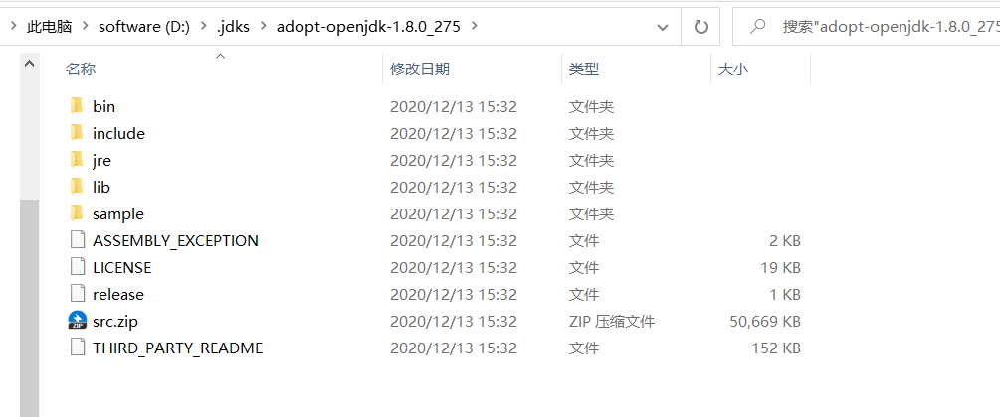 此电脑 software (D:) .jdks adopt-openjdk-1.8.0_275 搜索"adopt-openjdk-1.8.0_275
名称 修改日期 类型 大小
bin 2020/12/13 15:32 文件夹
include 2020/12/13 15:32 文件夹
jre 2020/12/13 15:32 文件夹
lib 2020/12/13 15:32 文件夹
sample 2020/12/13 15:32 文件夹
ASSEMBLY_EXCEPTION 2020/12/13 15:32 文件 2 KB
LICENSE 2020/12/13 15:32 文件 19 KB
release 2020/12/13 15:32 文件 1 KB
ZIP src.zip 2020/12/13 15:32 ZIP 压缩文件 50,669 KB
THIRD_PARTY_README 2020/12/13 15:32 文件 152 KB